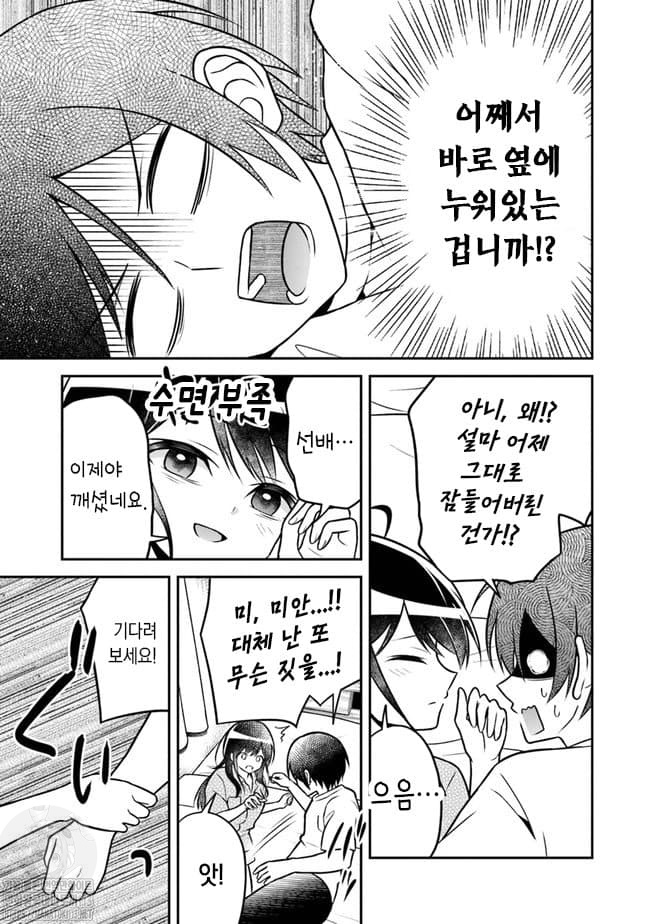 어째서
바로 옆에
누워있는
겁니까!?
아니, 왜!?
설마 어제
그대로
잠들어버린
건가!?
으음…
수면 부족
선배…
이제야
깨셨네요.
미, 미안…!!
대체 난 또
무슨 짓을…!
앗!
기다려
보세요!